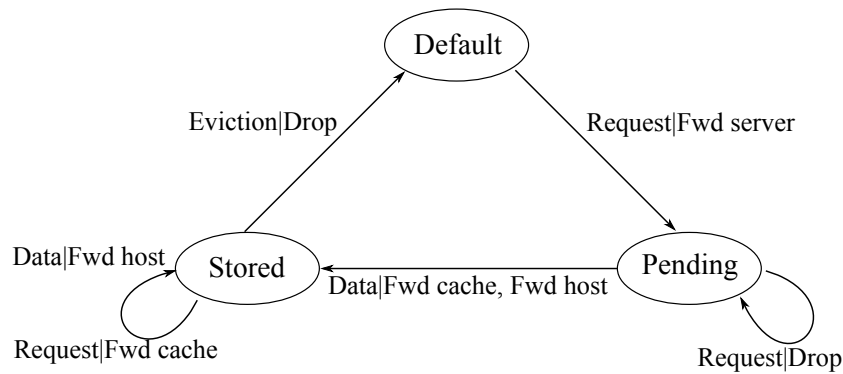 Default
Eviction|Drop
Request|Fwd server
Data|Fwd host
Stored
Pending
Data|Fwd cache, Fwd host
Request|Fwd cache
Request|Drop